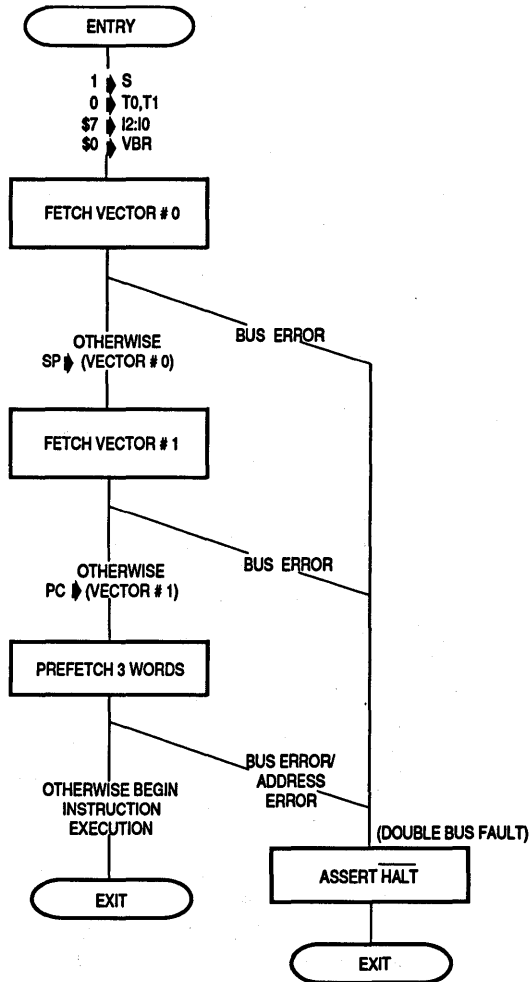 ENTRY
1 ▶ S
0 ▶ T0,T1
$7 ▶ I2:I0
$0 ▶ VBR
FETCH VECTOR # 0
BUS ERROR
OTHERWISE
SP ▶ (VECTOR # 0)
FETCH VECTOR # 1
BUS ERROR
OTHERWISE
PC ▶ (VECTOR # 1)
PREFETCH 3 WORDS
BUS ERROR/
ADDRESS
ERROR
OTHERWISE BEGIN
INSTRUCTION
EXECUTION
(DOUBLE BUS FAULT)
ASSERT H̅A̅L̅T̅
EXIT
EXIT